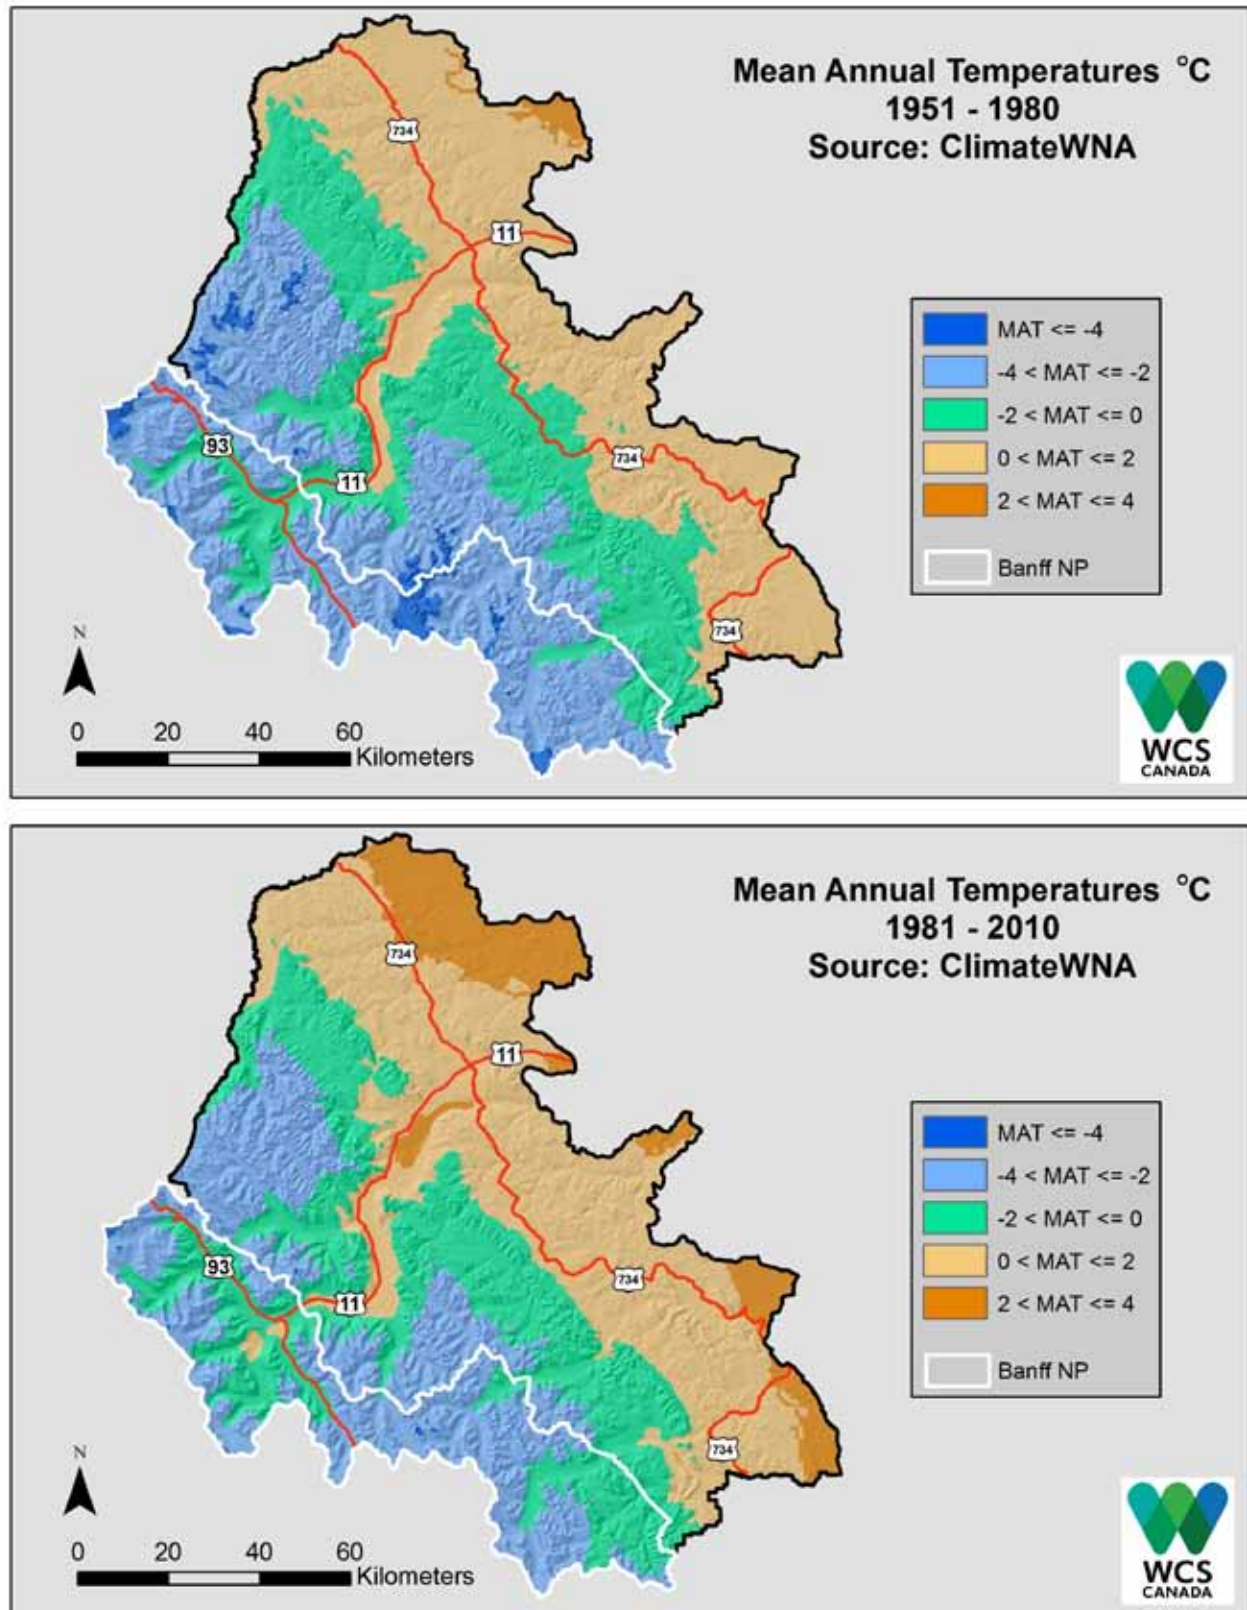 Mean Annual Temperatures °C
1951 - 1980
Source: ClimateWNA
734
11
734
93
11
734
MAT <= -4
-4 < MAT <= -2
-2 < MAT <= 0
0 < MAT <= 2
2 < MAT <= 4
Banff NP
N
0 20 40 60
Kilometers
WCS
CANADA
Mean Annual Temperatures °C
1981 - 2010
Source: ClimateWNA
734
11
734
93
11
734
MAT <= -4
-4 < MAT <= -2
-2 < MAT <= 0
0 < MAT <= 2
2 < MAT <= 4
Banff NP
N
0 20 40 60
Kilometers
WCS
CANADA